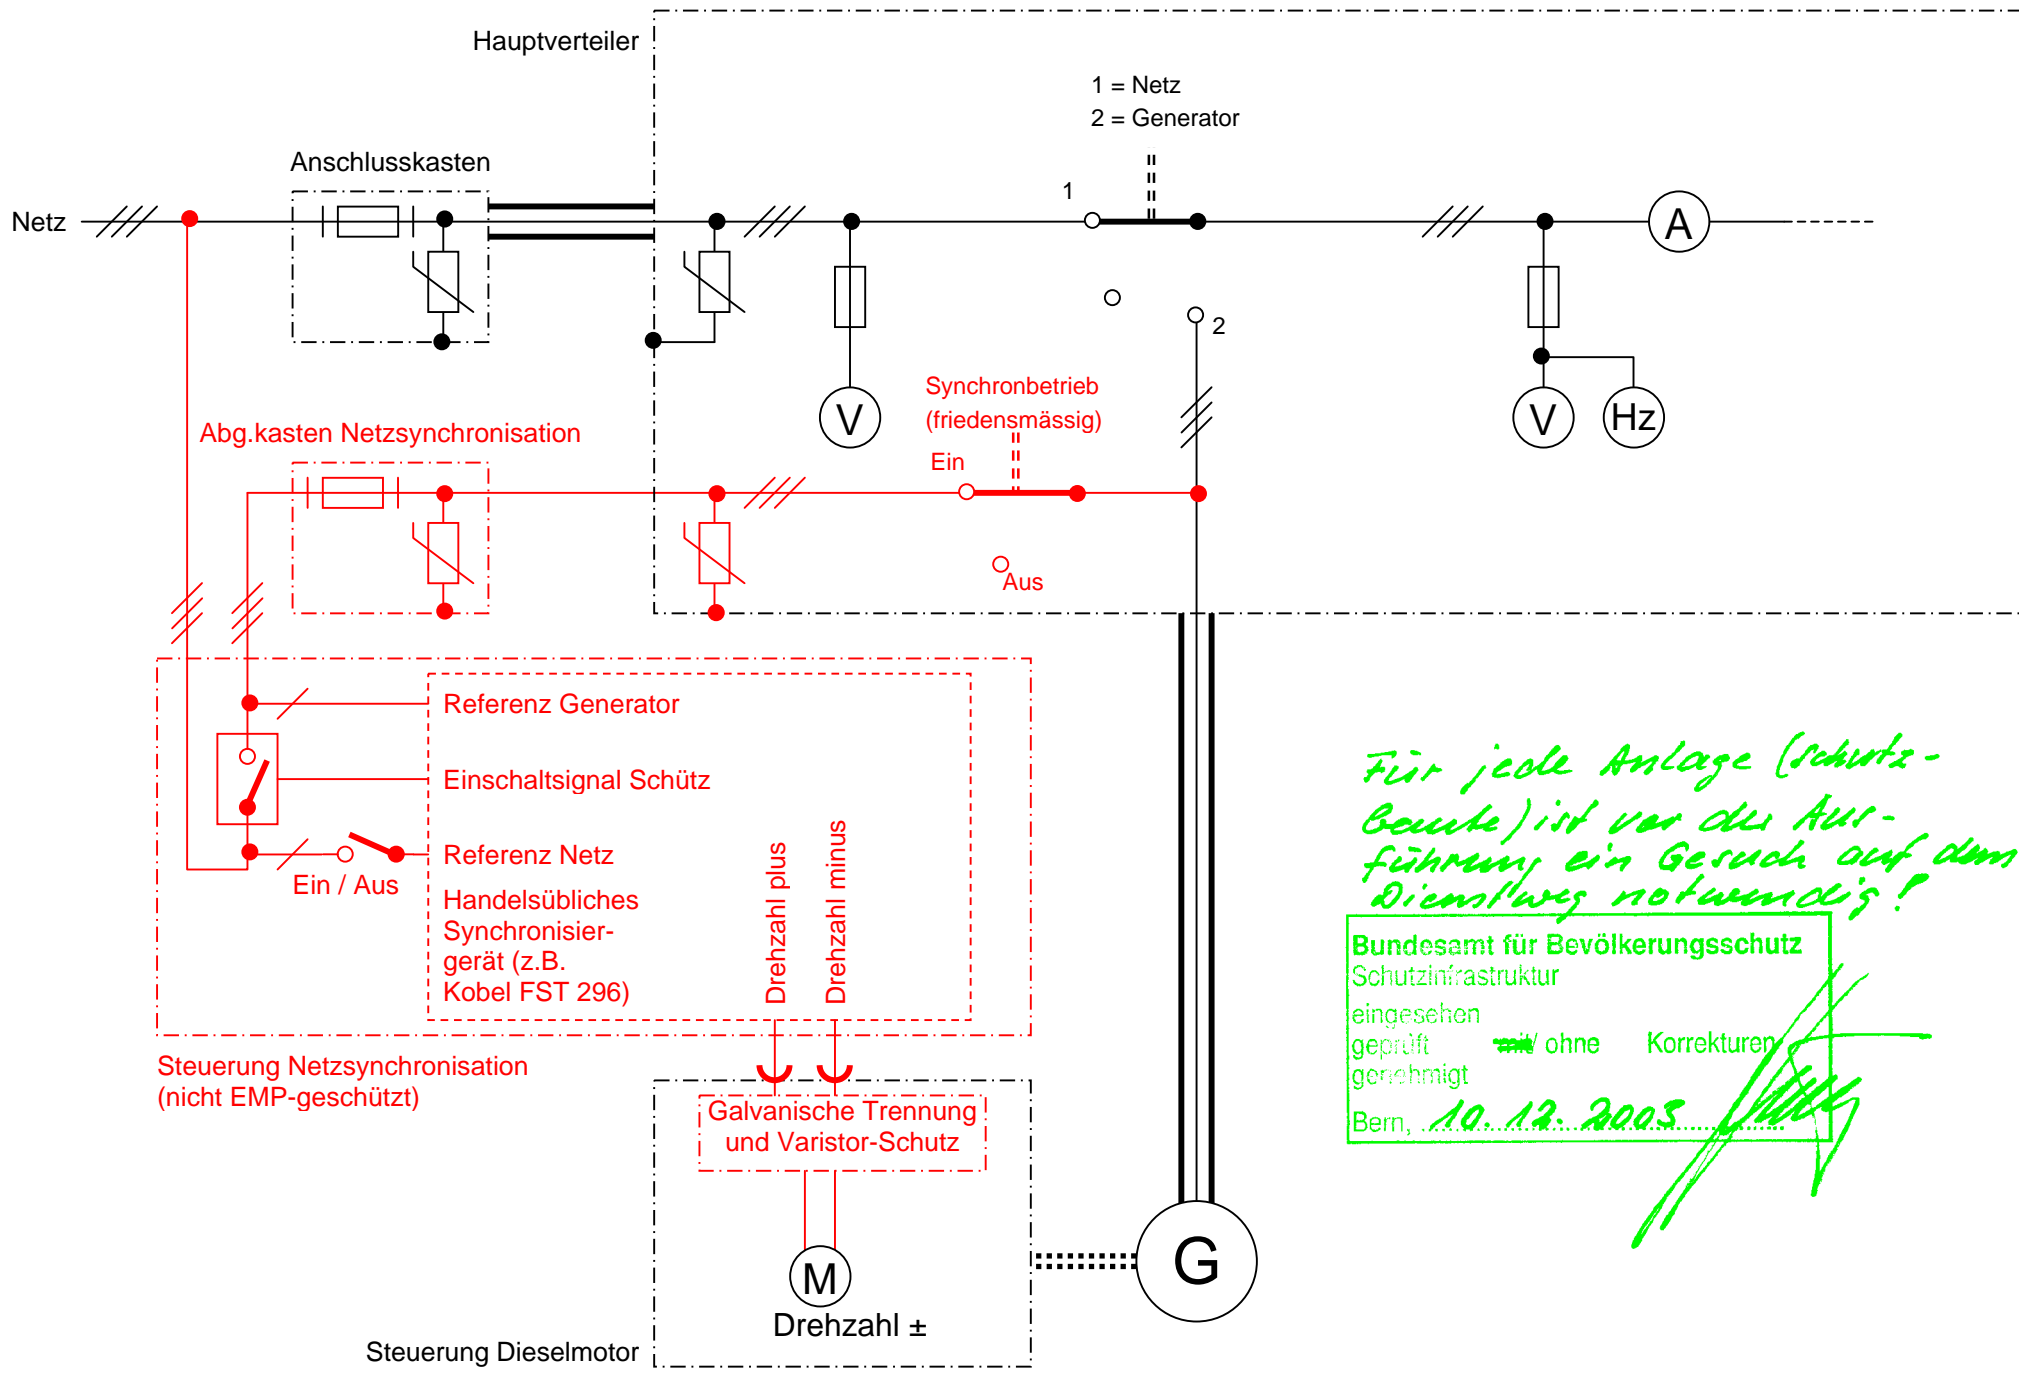 Hauptverteiler
1 = Netz
2 = Generator
Anschlusskasten
Netz
1
A
2
V
V
Hz
Synchronbetrieb
(friedensmässig)
Ein
Aus
Abg.kasten Netzsynchronisation
Referenz Generator
Einschaltsignal Schütz
Referenz Netz
Ein / Aus
Handelsübliches
Synchronisier-
gerät (z.B.
Kobel FST 296)
Drehzahl plus
Drehzahl minus
Steuerung Netzsynchronisation
(nicht EMP-geschützt)
Galvanische Trennung
und Varistor-Schutz
M
Drehzahl ±
Steuerung Dieselmotor
G
Für jede Anlage (Schutz-
baute) ist vor der Aus-
führung ein Gesuch auf dem
Dienstweg notwendig!
Bundesamt für Bevölkerungsschutz
Schutzinfrastruktur
eingesehen
geprüft mit/ ohne Korrekturen
genehmigt
Bern, 10. 12. 2003